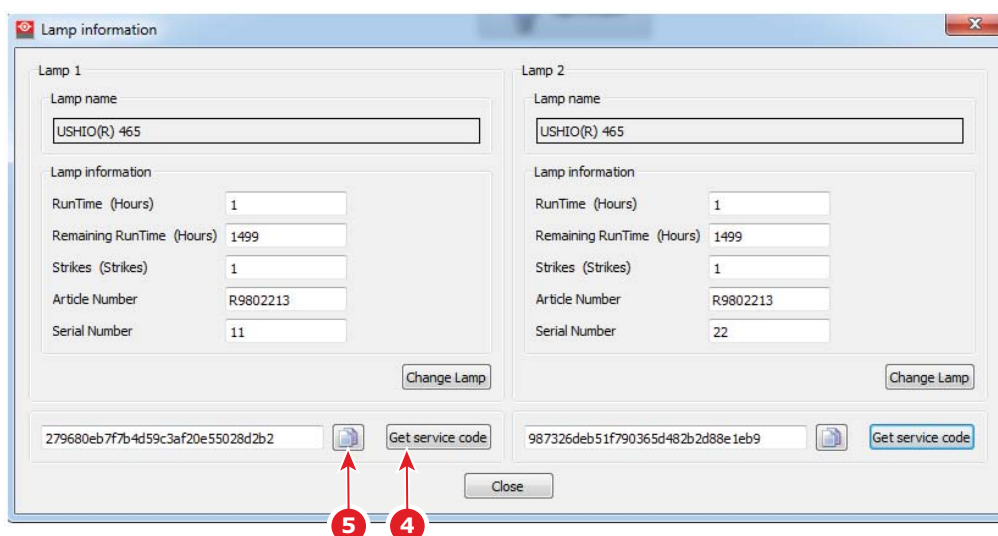 Lamp information
Lamp 1
Lamp name
USHIO(R) 465
Lamp information
RunTime (Hours) 1
Remaining RunTime (Hours) 1499
Strikes (Strikes) 1
Article Number R9802213
Serial Number 11
Change Lamp
279680eb7f7b4d59c3af20e55028d2b2 Get service code
Lamp 2
Lamp name
USHIO(R) 465
Lamp information
RunTime (Hours) 1
Remaining RunTime (Hours) 1499
Strikes (Strikes) 1
Article Number R9802213
Serial Number 22
Change Lamp
987326deb51f790365d482b2d88e1eb9 Get service code
Close
5 4